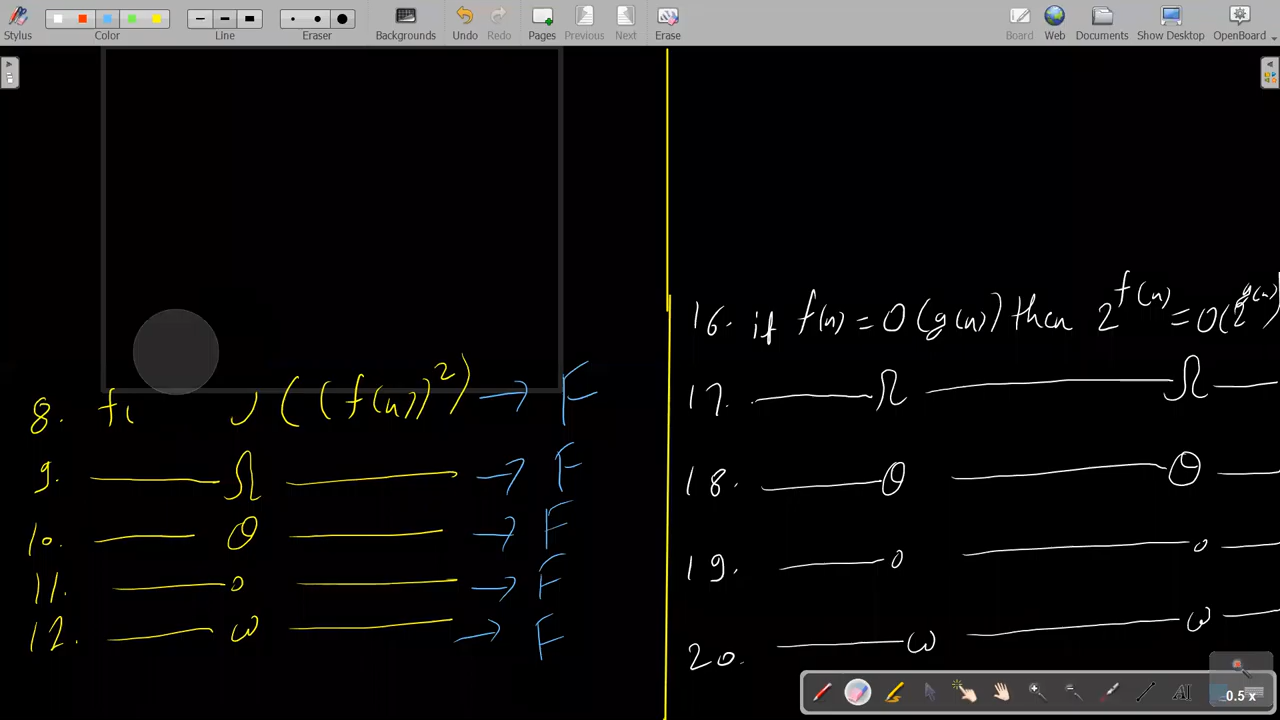 Stylus Color Line Eraser Backgrounds Undo Redo Pages Previous Next Erase Board Web Documents Show Desktop OpenBoard
8. f( ((f(n))^2) → F
9. Ω → F
10. Θ → F
11. o → F
12. ω → F
16. if f(n) = O(g(n)) then 2^f(n) = O(2^g(n))
17. Ω Ω
18. Θ Θ
19. o o
20. ω ω
0.5 x